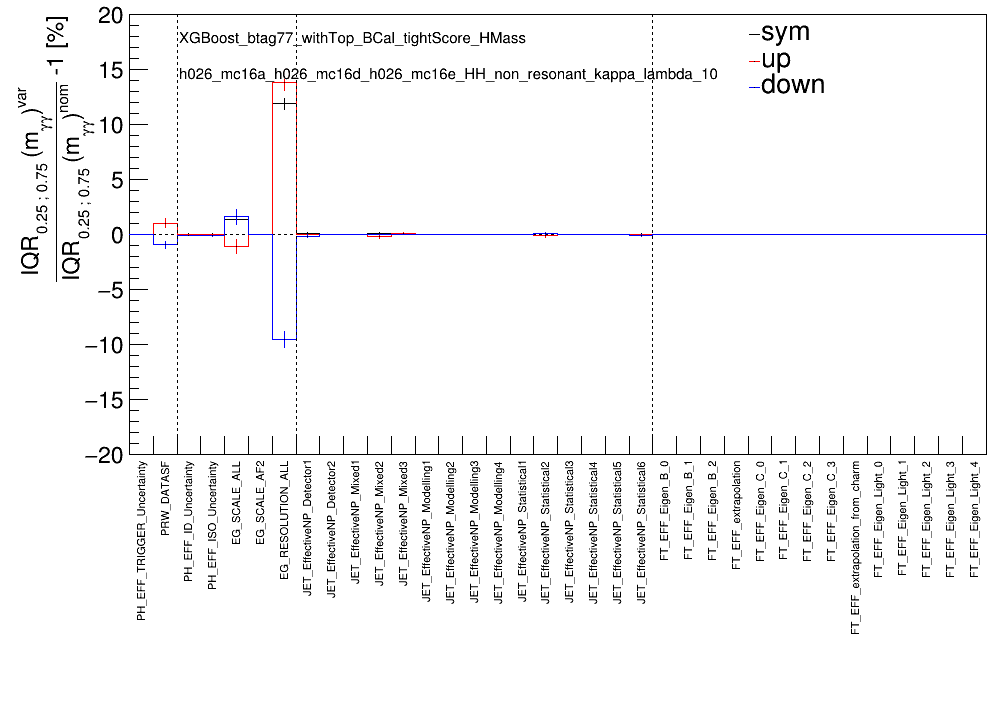 IQR0.25 ; 0.75 (mγγ)var
IQR0.25 ; 0.75 (mγγ)nom
-1 [%]
20
15
10
5
0
−5
−10
−15
−20
XGBoost_btag77_withTop_BCal_tightScore_HMass
h026_mc16a_h026_mc16d_h026_mc16e_HH_non_resonant_kappa_lambda_10
sym
up
down
PH_EFF_TRIGGER_Uncertainty
PRW_DATASF
PH_EFF_ID_Uncertainty
PH_EFF_ISO_Uncertainty
EG_SCALE_ALL
EG_SCALE_AF2
EG_RESOLUTION_ALL
JET_EffectiveNP_Detector1
JET_EffectiveNP_Detector2
JET_EffectiveNP_Mixed1
JET_EffectiveNP_Mixed2
JET_EffectiveNP_Mixed3
JET_EffectiveNP_Modelling1
JET_EffectiveNP_Modelling2
JET_EffectiveNP_Modelling3
JET_EffectiveNP_Modelling4
JET_EffectiveNP_Statistical1
JET_EffectiveNP_Statistical2
JET_EffectiveNP_Statistical3
JET_EffectiveNP_Statistical4
JET_EffectiveNP_Statistical5
JET_EffectiveNP_Statistical6
FT_EFF_Eigen_B_0
FT_EFF_Eigen_B_1
FT_EFF_Eigen_B_2
FT_EFF_extrapolation
FT_EFF_Eigen_C_0
FT_EFF_Eigen_C_1
FT_EFF_Eigen_C_2
FT_EFF_Eigen_C_3
FT_EFF_extrapolation_from_charm
FT_EFF_Eigen_Light_0
FT_EFF_Eigen_Light_1
FT_EFF_Eigen_Light_2
FT_EFF_Eigen_Light_3
FT_EFF_Eigen_Light_4